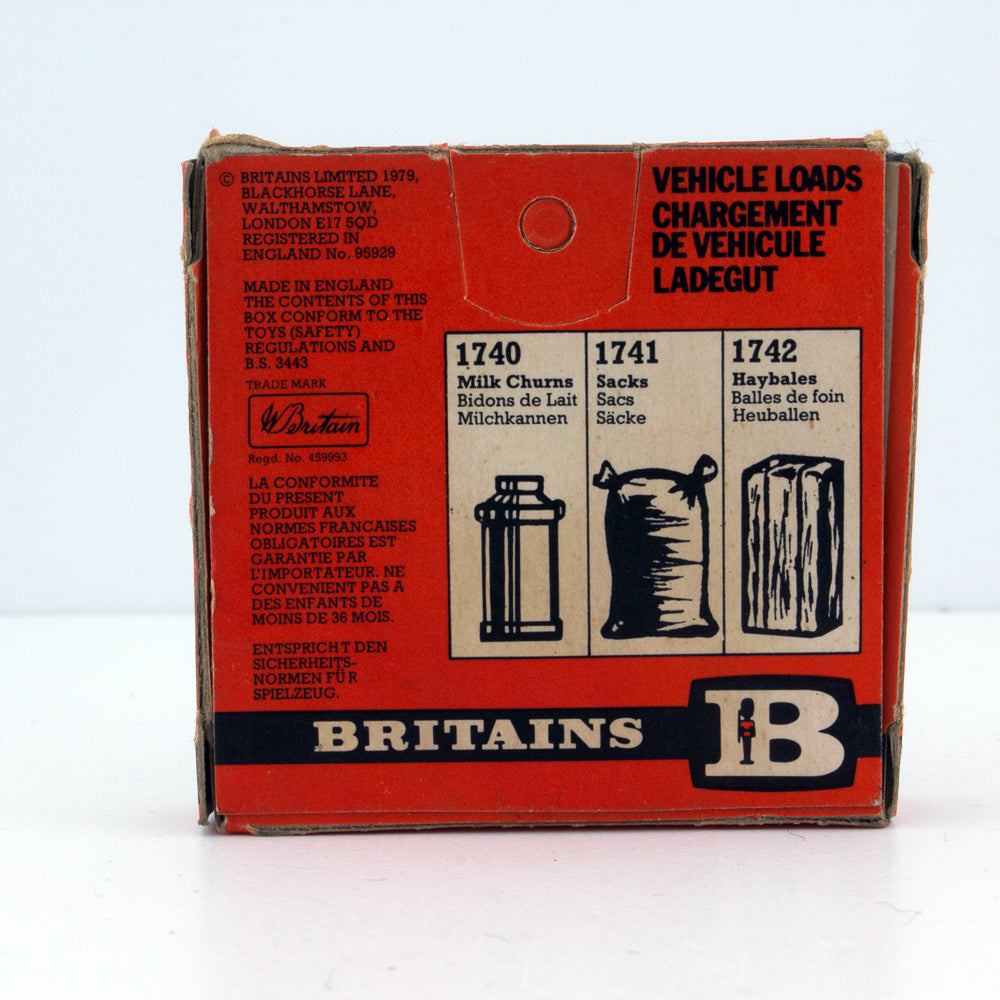 © BRITAINS LIMITED 1979,
BLACKHORSE LANE,
WALTHAMSTOW,
LONDON E17 5QD
REGISTERED IN
ENGLAND No. 95929
MADE IN ENGLAND
THE CONTENTS OF THIS
BOX CONFORM TO THE
TOYS (SAFETY)
REGULATIONS AND
B.S. 3443
TRADE MARK
W Britain
Regd. No. 459993
LA CONFORMITE
DU PRESENT
PRODUIT AUX
NORMES FRANCAISES
OBLIGATOIRES EST
GARANTIE PAR
L'IMPORTATEUR. NE
CONVENIENT PAS A
DES ENFANTS DE
MOINS DE 36 MOIS.
ENTSPRICHT DEN
SICHERHEITS-
NORMEN FÜR
SPIELZEUG.
VEHICLE LOADS
CHARGEMENT
DE VEHICULE
LADEGUT
1740
Milk Churns
Bidons de Lait
Milchkannen
1741
Sacks
Sacs
Säcke
1742
Haybales
Balles de foin
Heuballen
BRITAINS
B